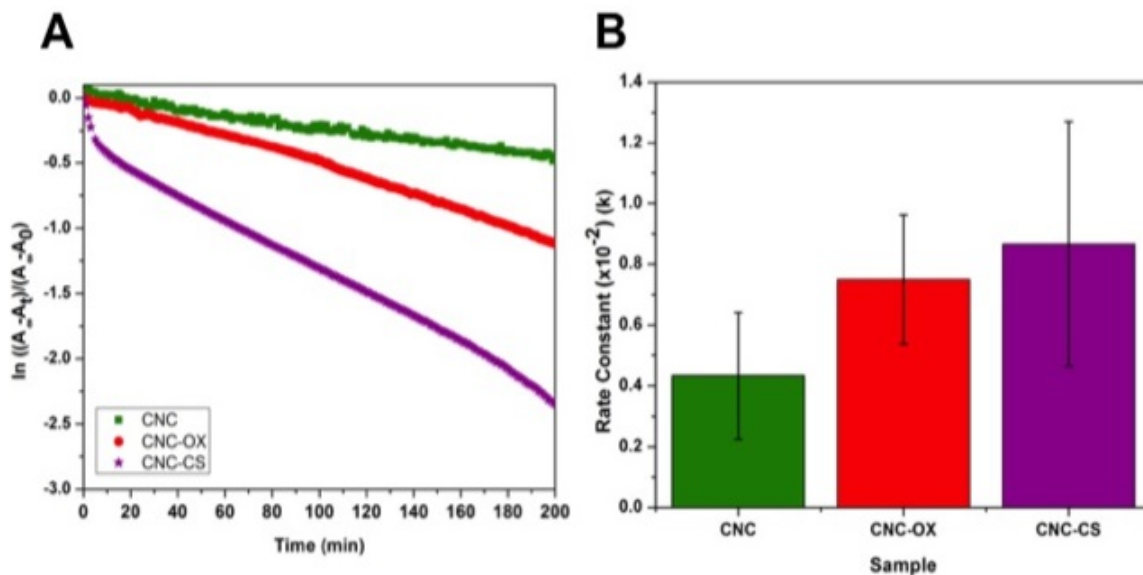 A
ln ((A∞-At)/(A∞-A0)
0.0
-0.5
-1.0
-1.5
-2.0
-2.5
-3.0
CNC
CNC-OX
CNC-CS
0 20 40 60 80 100 120 140 160 180 200
Time (min)
B
Rate Constant (x10⁻²) (k)
1.4
1.2
1.0
0.8
0.6
0.4
0.2
0.0
CNC CNC-OX CNC-CS
Sample